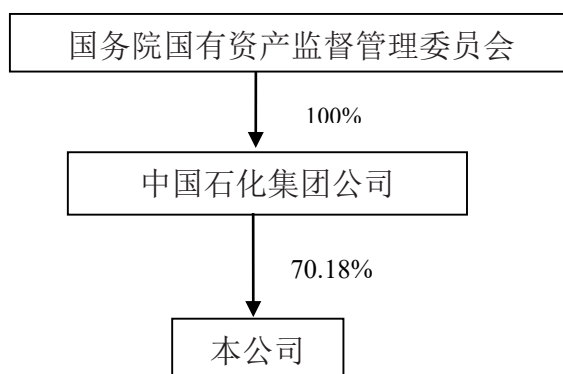 国务院国有资产监督管理委员会
100%
中国石化集团公司
70.18%
本公司